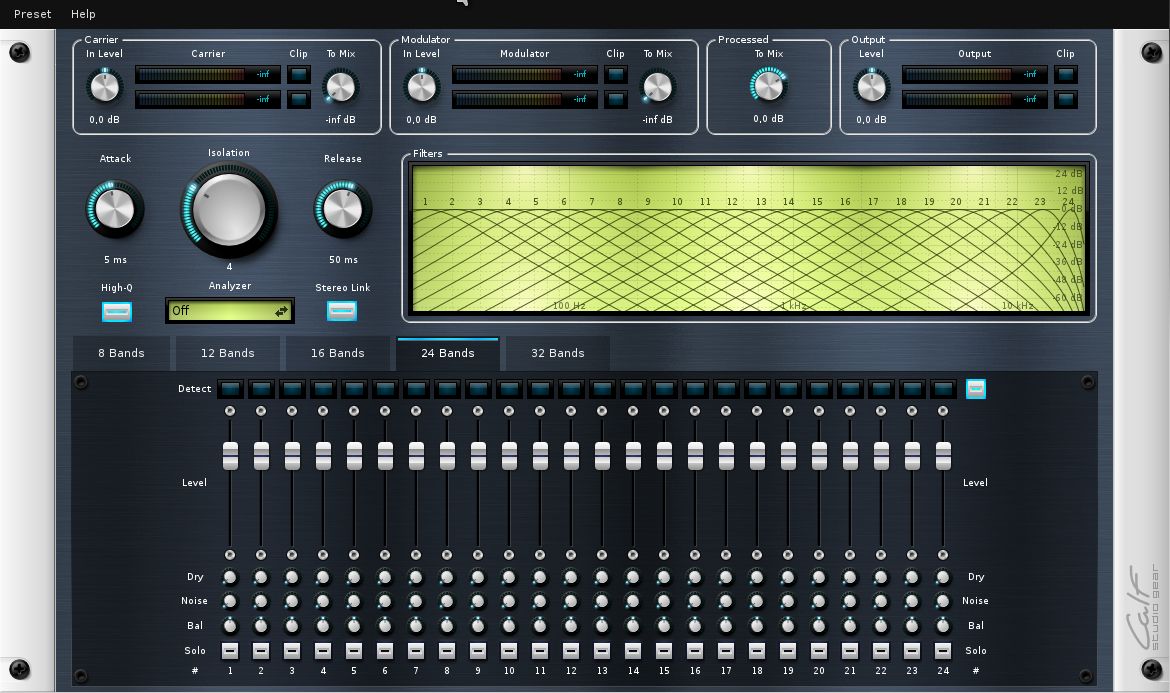 Preset Help
Carrier Modulator Processed Output
In Level Carrier Clip To Mix In Level Modulator Clip To Mix To Mix Level Output Clip
-inf -inf -inf
-inf -inf -inf
0,0 dB -inf dB 0,0 dB -inf dB 0,0 dB 0,0 dB
Attack Isolation Release Filters
24 dB
12 dB
1 2 3 4 5 6 7 8 9 10 11 12 13 14 15 16 17 18 19 20 21 22 23 24
0 dB
-12 dB
-24 dB
-36 dB
-48 dB
-60 dB
100 Hz 1 kHz 10 kHz
5 ms 4 50 ms
High-Q Analyzer Stereo Link
Off
8 Bands 12 Bands 16 Bands 24 Bands 32 Bands
Detect
Level Level
Dry Dry
Noise Noise
Bal Bal
Solo Solo
# 1 2 3 4 5 6 7 8 9 10 11 12 13 14 15 16 17 18 19 20 21 22 23 24 #
Calf
studio gear